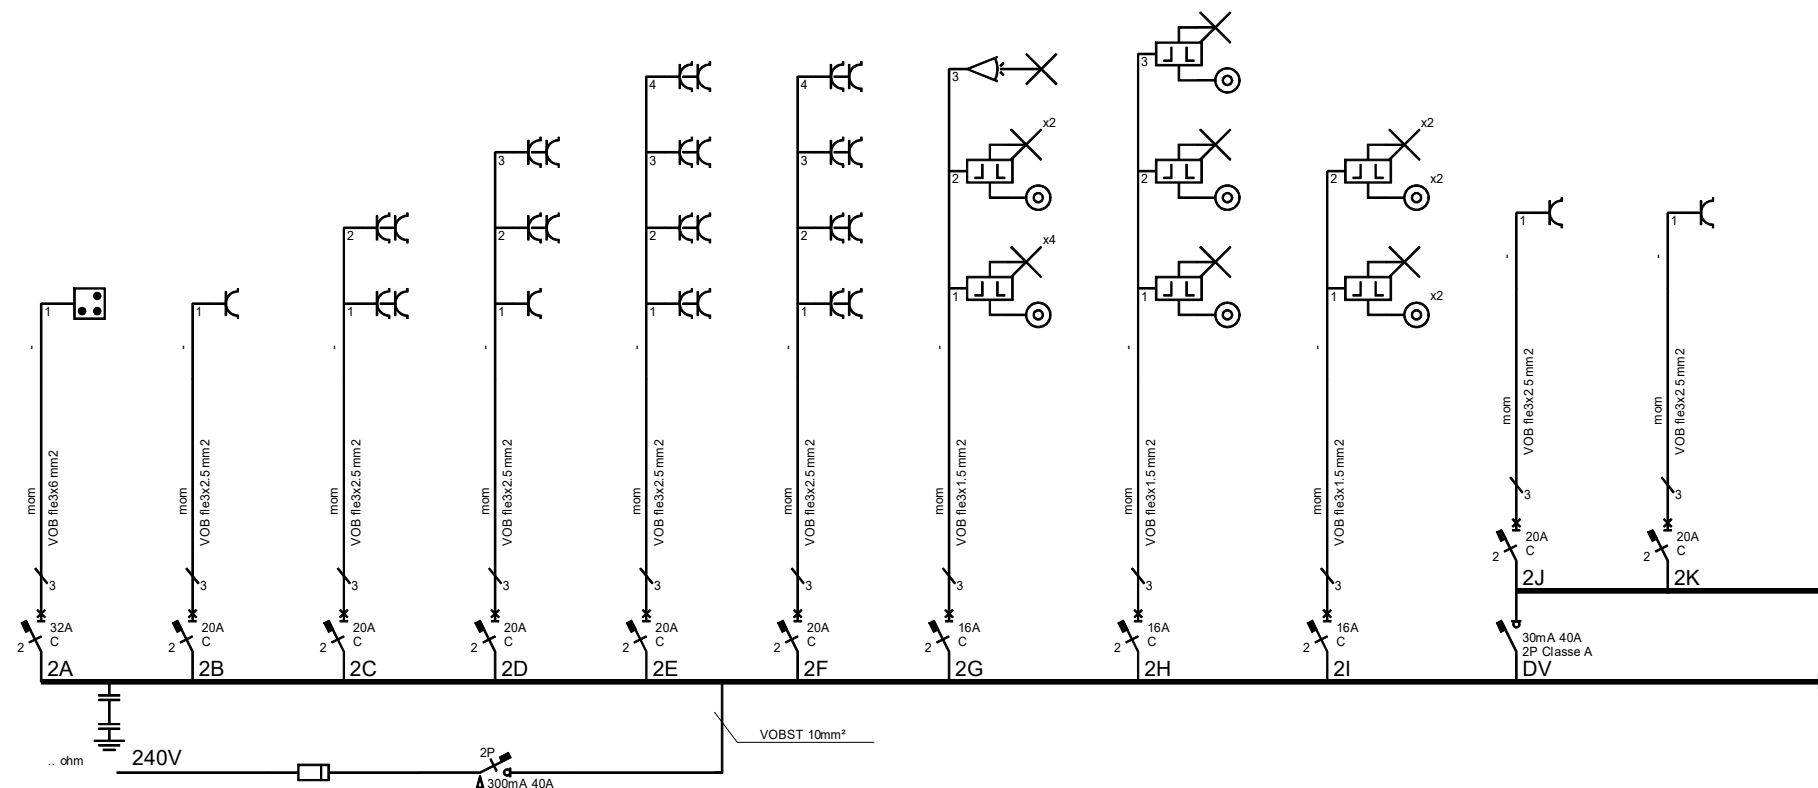 4
4
3
3
x2
x2
3
3
3
2
2
2
x2
1
1
2
2
2
x4
1
1
1
1
1
1
1
1
x2
1
mom
VOB fle3x6 mm2
mom
VOB fle3x2.5 mm2
mom
VOB fle3x2.5 mm2
mom
VOB fle3x2.5 mm2
mom
VOB fle3x2.5 mm2
mom
VOB fle3x2.5 mm2
mom
VOB fle3x1.5 mm2
mom
VOB fle3x1.5 mm2
mom
VOB fle3x1.5 mm2
mom
VOB fle3x2.5 mm2
mom
VOB fle3x2.5 mm2
3
3
20A
C
2
2J
20A
C
2
2K
3
3
3
3
3
3
3
3
3
32A
C
2
2A
20A
C
2
2B
20A
C
2
2C
20A
C
2
2D
20A
C
2
2E
20A
C
2
2F
16A
C
2
2G
16A
C
2
2H
16A
C
2
2I
30mA 40A
2P Classe A
DV
VOBST 10mm²
.. ohm
240V
2P
300mA 40A